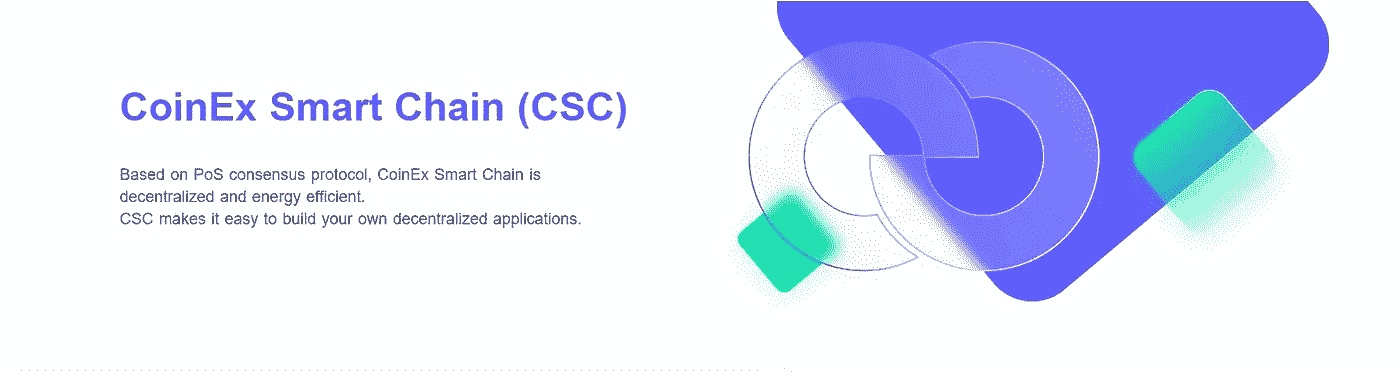 CoinEx Smart Chain (CSC)
Based on PoS consensus protocol, CoinEx Smart Chain is
decentralized and energy efficient.
CSC makes it easy to build your own decentralized applications.